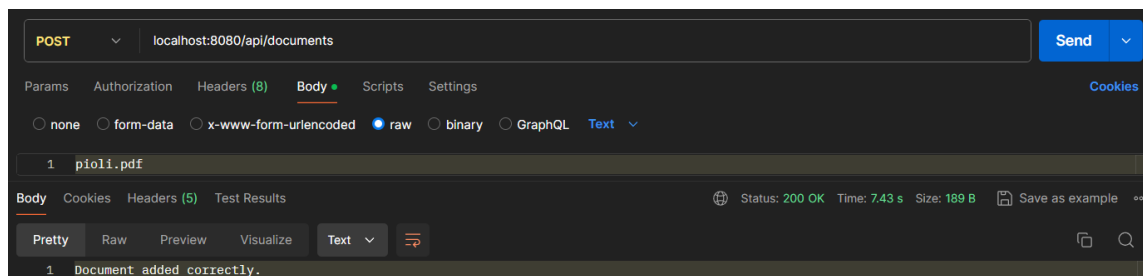 POST localhost:8080/api/documents Send
Params Authorization Headers (8) Body Scripts Settings Cookies
none form-data x-www-form-urlencoded raw binary GraphQL Text
1 pioli.pdf
Body Cookies Headers (5) Test Results Status: 200 OK Time: 7.43 s Size: 189 B Save as example
Pretty Raw Preview Visualize Text
1 Document added correctly.